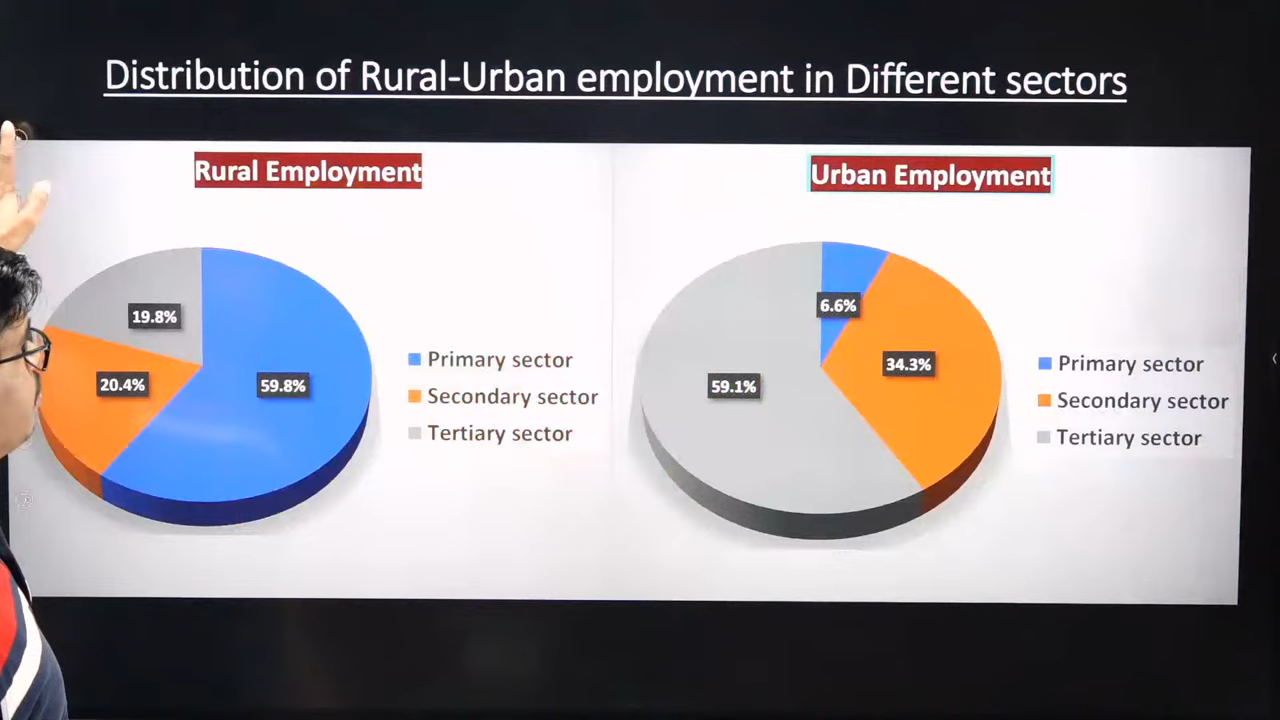 Distribution of Rural-Urban employment in Different sectors
Rural Employment
19.8%
20.4%
59.8%
Primary sector
Secondary sector
Tertiary sector
Urban Employment
6.6%
34.3%
59.1%
Primary sector
Secondary sector
Tertiary sector